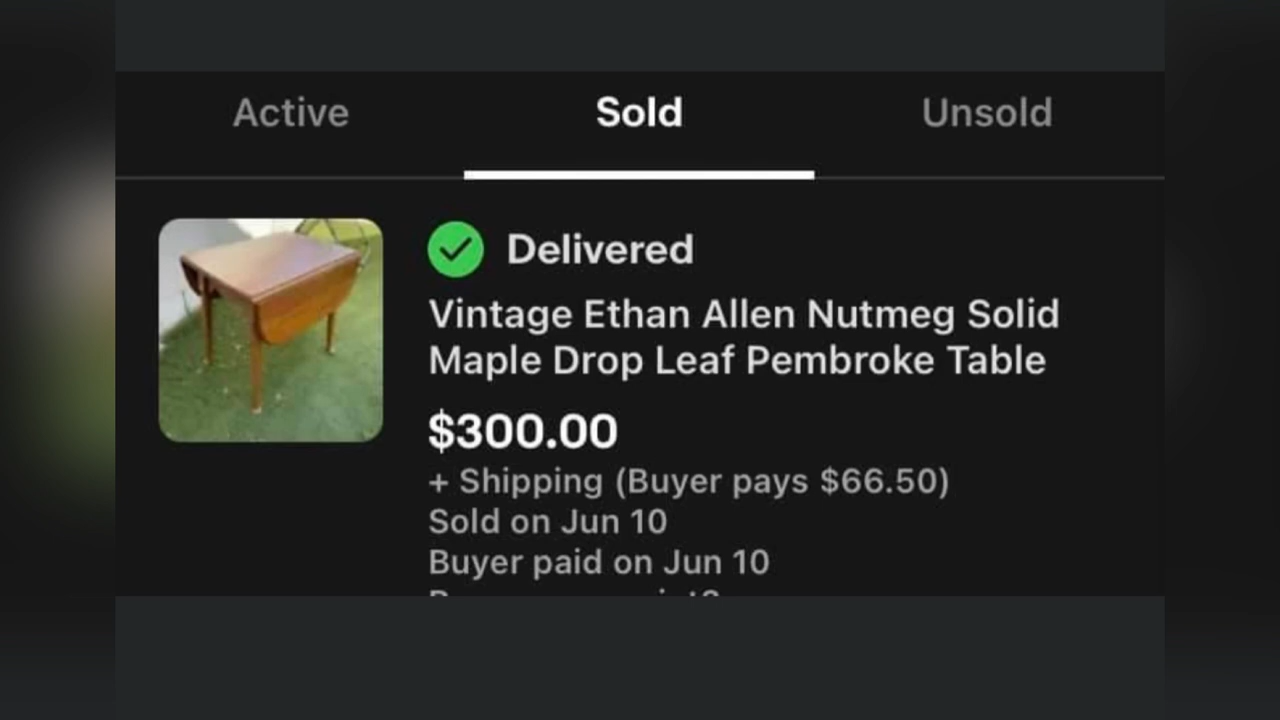 Active
Sold
Unsold
Delivered
Vintage Ethan Allen Nutmeg Solid
Maple Drop Leaf Pembroke Table
$300.00
+ Shipping (Buyer pays $66.50)
Sold on Jun 10
Buyer paid on Jun 10